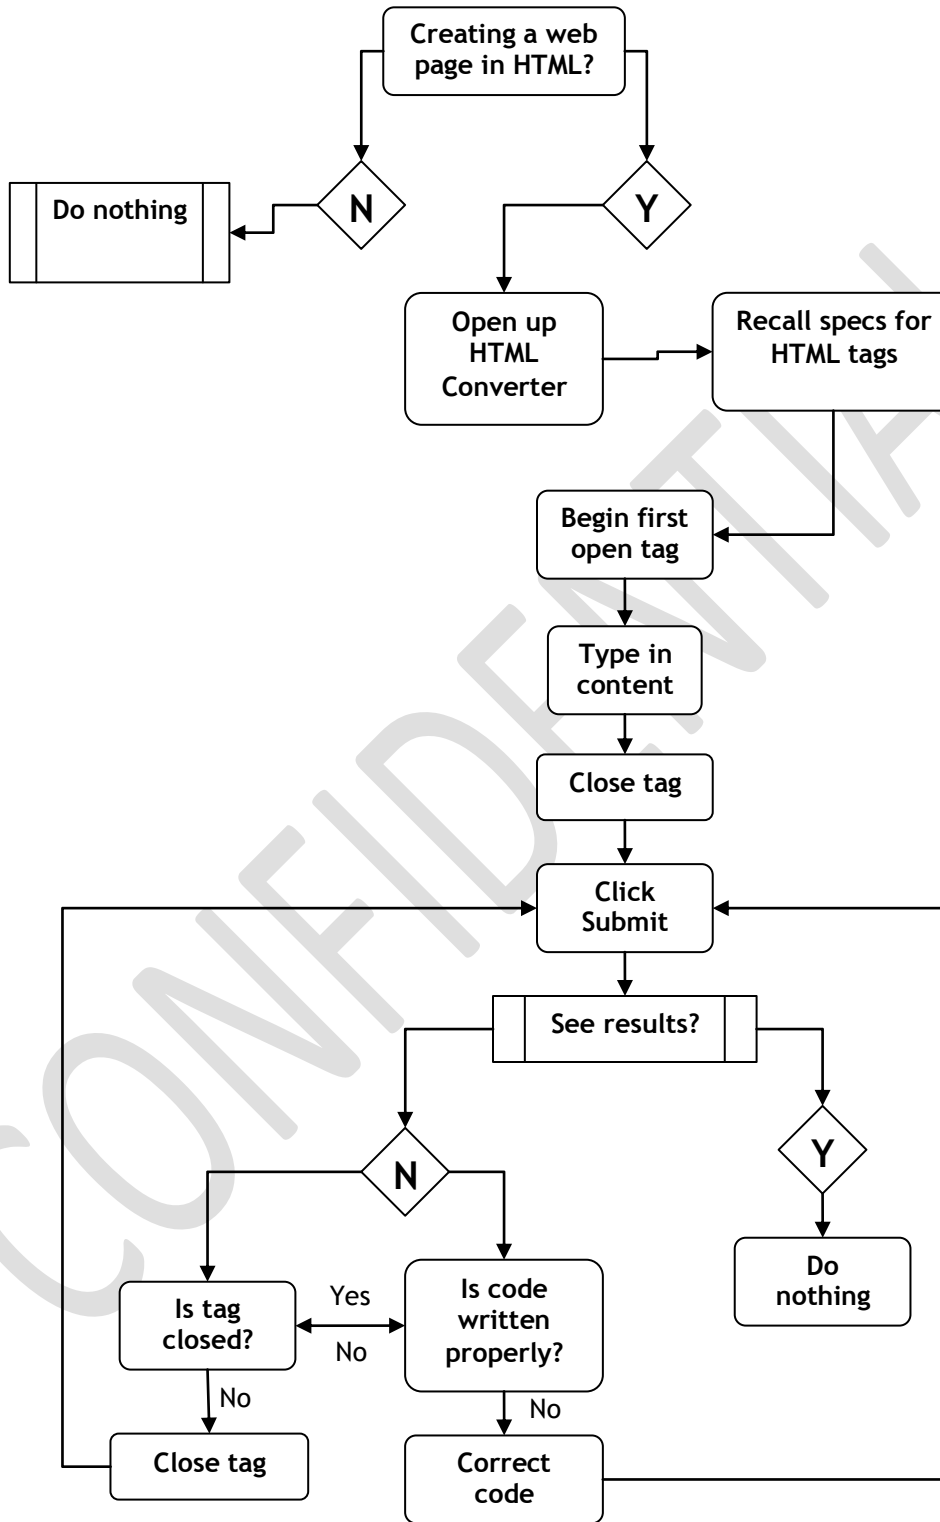 Creating a web
page in HTML?
N
Y
Do nothing
Open up
HTML
Converter
Recall specs for
HTML tags
Begin first
open tag
Type in
content
Close tag
Click
Submit
See results?
N
Y
Do
nothing
Is tag
closed?
Yes
No
Is code
written
properly?
No
No
Close tag
Correct
code
CONFIDENTIAL